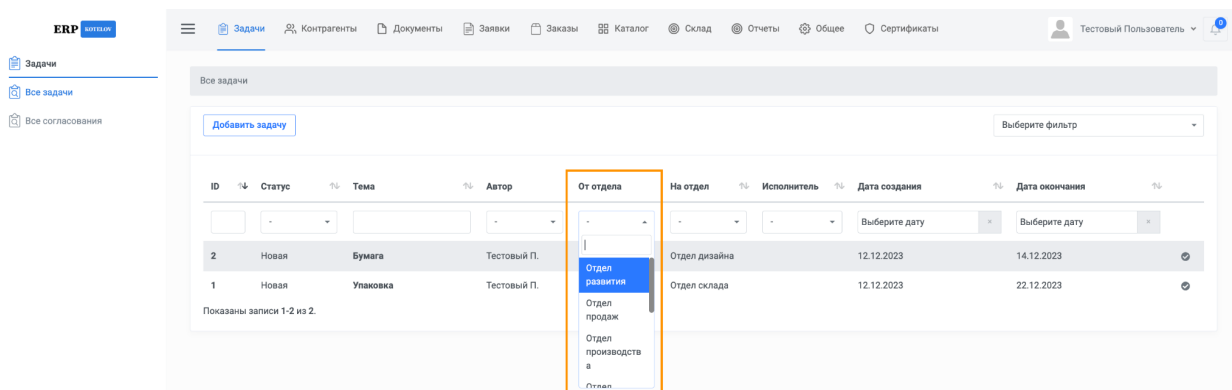 ERP KOTELOV
Задачи Контрагенты Документы Заявки Заказы Каталог Склад Отчеты Общее Сертификаты
Тестовый Пользователь 0
Задачи
Все задачи
Все согласования
Все задачи
Добавить задачу
Выберите фильтр
ID Статус Тема Автор От отдела На отдел Исполнитель Дата создания Дата окончания
- - - - - Выберите дату × Выберите дату ×
2 Новая Бумага Тестовый П. Отдел дизайна 12.12.2023 14.12.2023
1 Новая Упаковка Тестовый П. Отдел склада 12.12.2023 22.12.2023
Показаны записи 1-2 из 2.
Отдел
развития
Отдел
продаж
Отдел
производств
а
Отдел